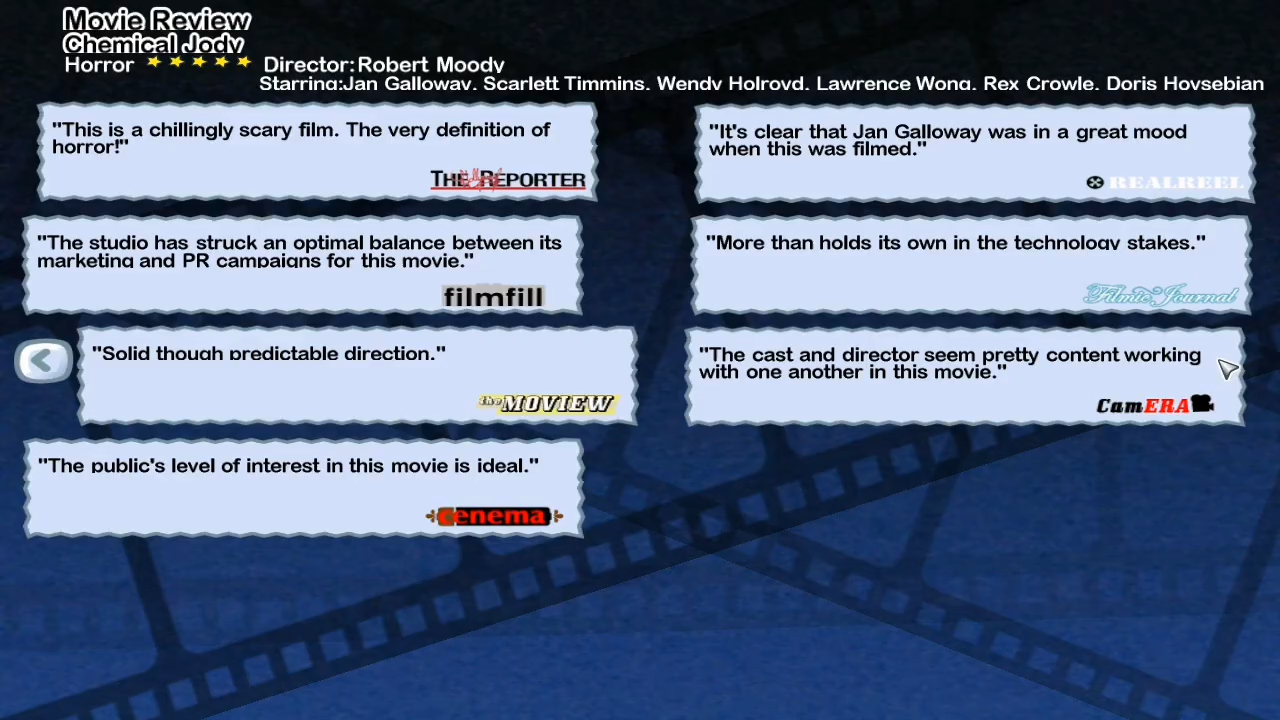 Movie Review
Chemical Jody
Horror
Director:Robert Moody
Starring:Jan Galloway, Scarlett Timmins, Wendy Holroyd, Lawrence Wong, Rex Crowle, Doris Hovsebian
"This is a chillingly scary film. The very definition of
horror!"
THE REPORTER
"It's clear that Jan Galloway was in a great mood
when this was filmed."
REALREEL
"The studio has struck an optimal balance between its
marketing and PR campaigns for this movie."
filmfill
"More than holds its own in the technology stakes."
Filmic Journal
"Solid though predictable direction."
the MOVIEW
"The cast and director seem pretty content working
with one another in this movie."
CamERA
"The public's level of interest in this movie is ideal."
cenema